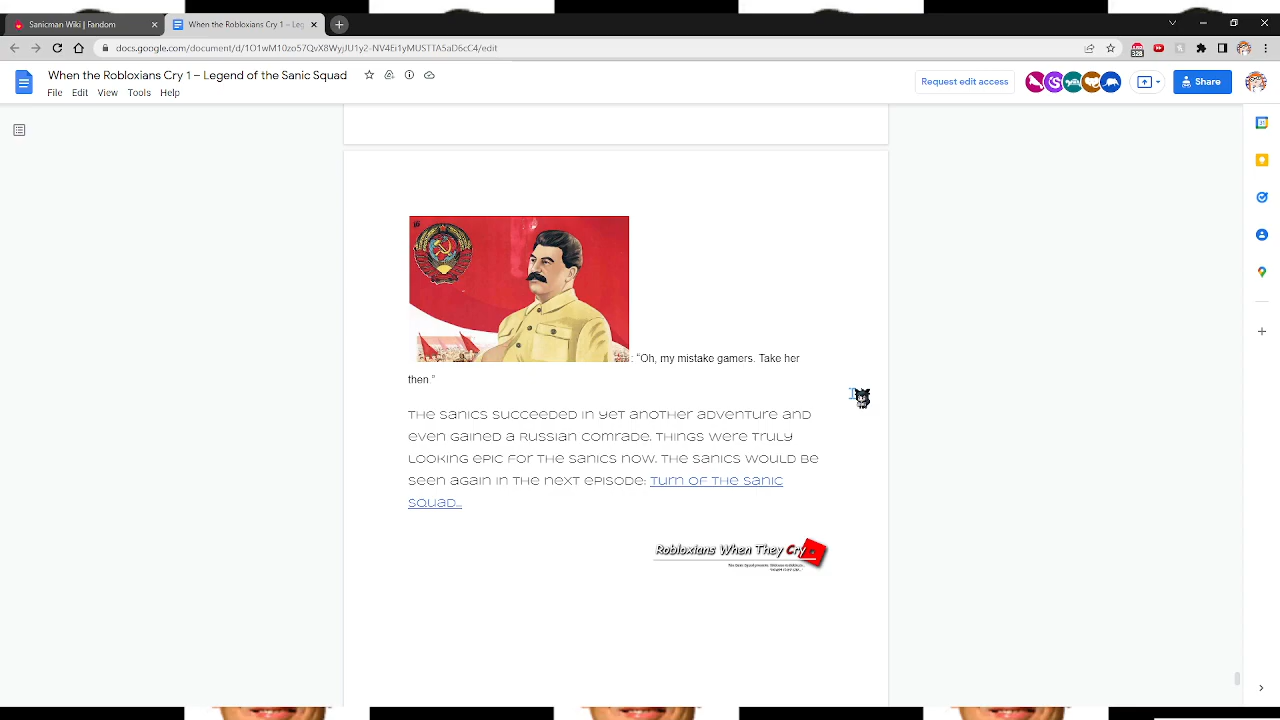 Sanicman Wiki | Fandom
When the Robloxians Cry 1 – Leg
docs.google.com/document/d/1O1wM10zo57QvX8WyjJU1y2-NV4Ei1yMUSTTA5aD6cC4/edit
When the Robloxians Cry 1 – Legend of the Sanic Squad
File Edit View Tools Help
Request edit access
Share
: “Oh, my mistake gamers. Take her
then.”
The Sanics succeeded in yet another adventure and
even gained a Russian comrade. Things were truly
looking epic for the Sanics now. The Sanics would be
seen again in the next episode: Turn of the Sanic
Squad...
Robloxians When They Cry